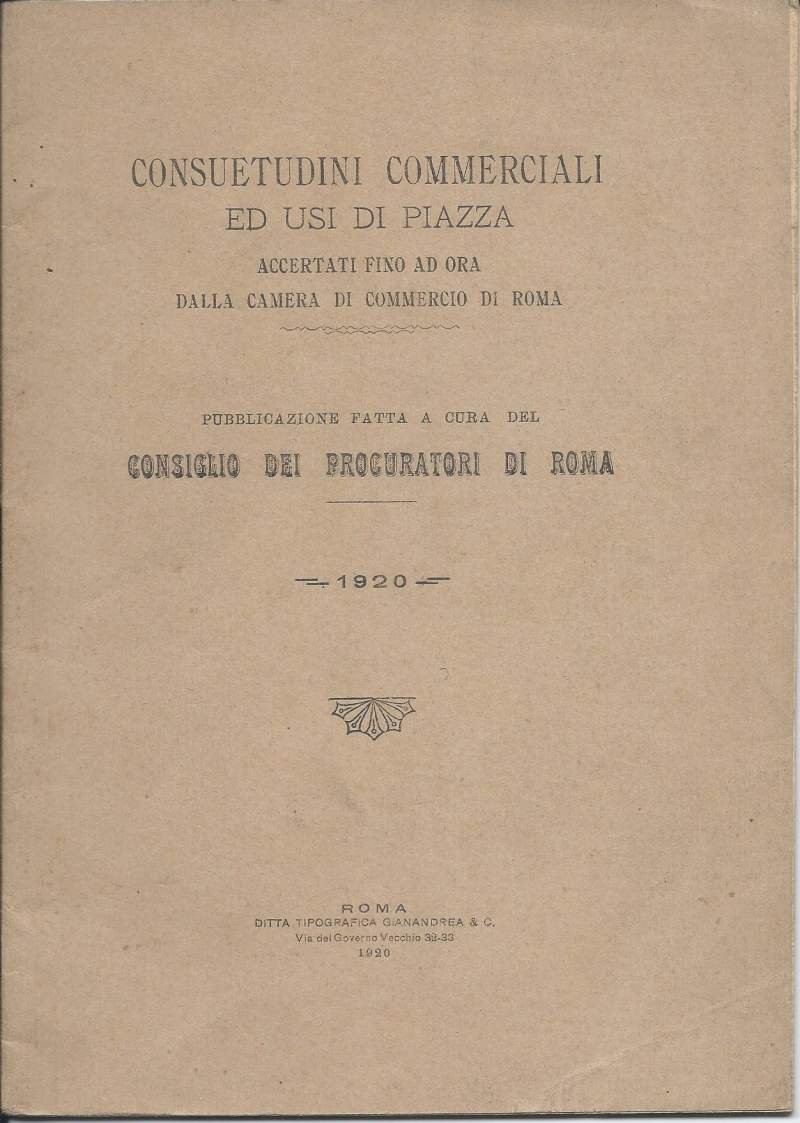 CONSUETUDINI COMMERCIALI
ED USI DI PIAZZA
ACCERTATI FINO AD ORA
DALLA CAMERA DI COMMERCIO DI ROMA
PUBBLICAZIONE FATTA A CURA DEL
CONSIGLIO DEI PROCURATORI DI ROMA
1920
ROMA
DITTA TIPOGRAFICA GIANANDREA & C.
Via del Governo Vecchio 32-33
1920